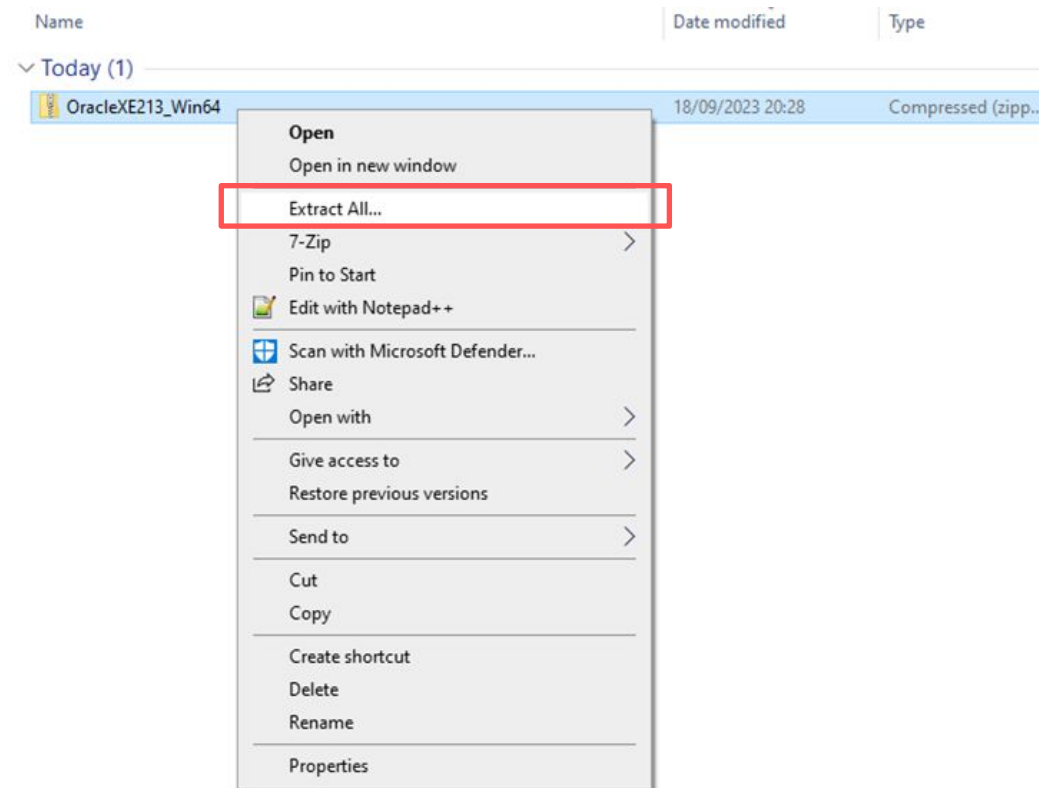 Name Date modified Type
Today (1)
OracleXE213_Win64 18/09/2023 20:28 Compressed (zipp...
Open
Open in new window
Extract All...
7-Zip
Pin to Start
Edit with Notepad++
Scan with Microsoft Defender...
Share
Open with
Give access to
Restore previous versions
Send to
Cut
Copy
Create shortcut
Delete
Rename
Properties